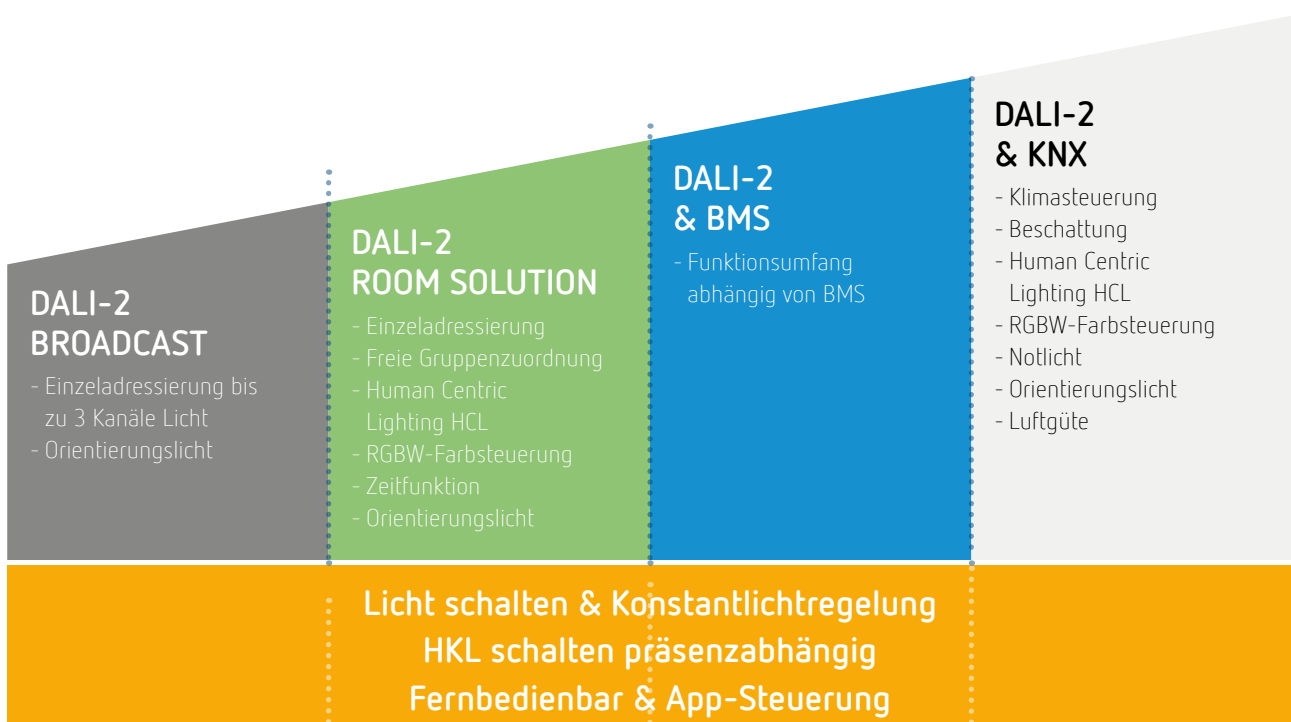 DALI-2
BROADCAST
- Einzeladressierung bis
zu 3 Kanäle Licht
- Orientierungslicht
DALI-2
ROOM SOLUTION
- Einzeladressierung
- Freie Gruppenzuordnung
- Human Centric
Lighting HCL
- RGBW-Farbsteuerung
- Zeitfunktion
- Orientierungslicht
DALI-2
& BMS
- Funktionsumfang
abhängig von BMS
DALI-2
& KNX
- Klimasteuerung
- Beschattung
- Human Centric
Lighting HCL
- RGBW-Farbsteuerung
- Notlicht
- Orientierungslicht
- Luftgüte
Licht schalten & Konstantlichtregelung
HKL schalten präsenzabhängig
Fernbedienbar & App-Steuerung